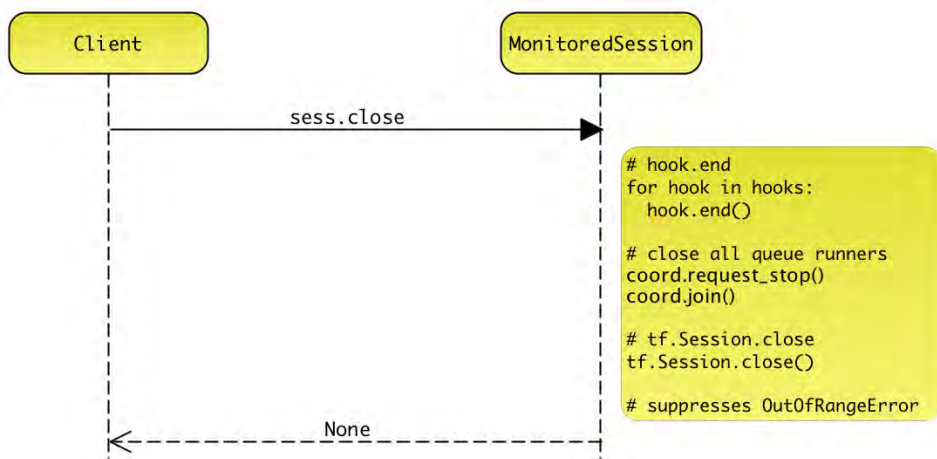 Client
MonitoredSession
sess.close
# hook.end
for hook in hooks:
  hook.end()
# close all queue runners
coord.request_stop()
coord.join()
# tf.Session.close
tf.Session.close()
# suppresses OutOfRangeError
None